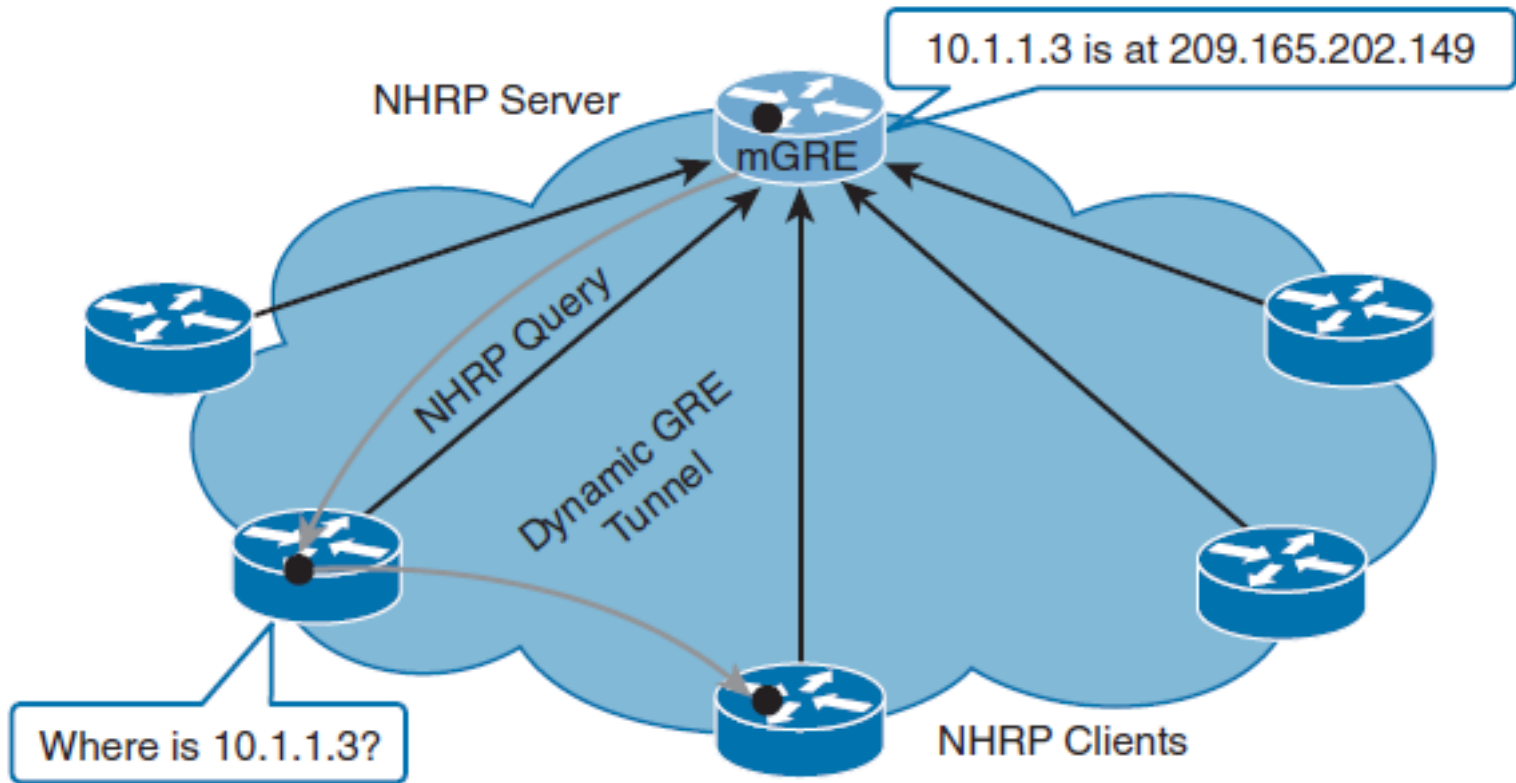 10.1.1.3 is at 209.165.202.149
NHRP Server
mGRE
NHRP Query
Dynamic GRE
Tunnel
Where is 10.1.1.3?
NHRP Clients